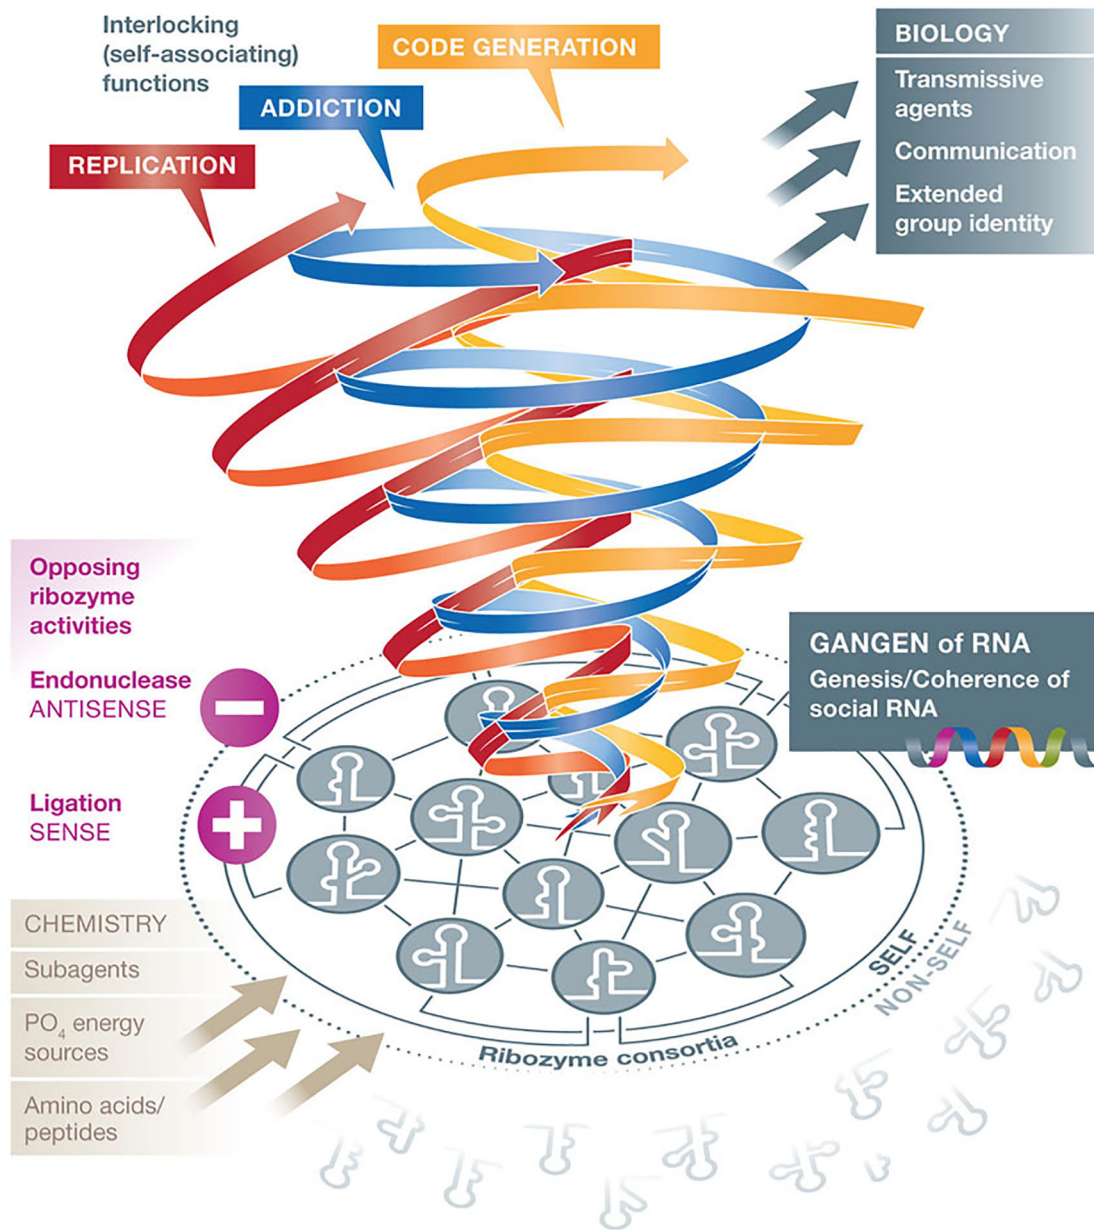 Interlocking
(self-associating)
functions
CODE GENERATION
ADDICTION
REPLICATION
BIOLOGY
Transmissive
agents
Communication
Extended
group identity
Opposing
ribozyme
activities
Endonuclease
ANTISENSE
Ligation
SENSE
GANGEN of RNA
Genesis/Coherence of
social RNA
CHEMISTRY
Subagents
PO₄ energy
sources
Amino acids/
peptides
SELF
NON-SELF
Ribozyme consortia